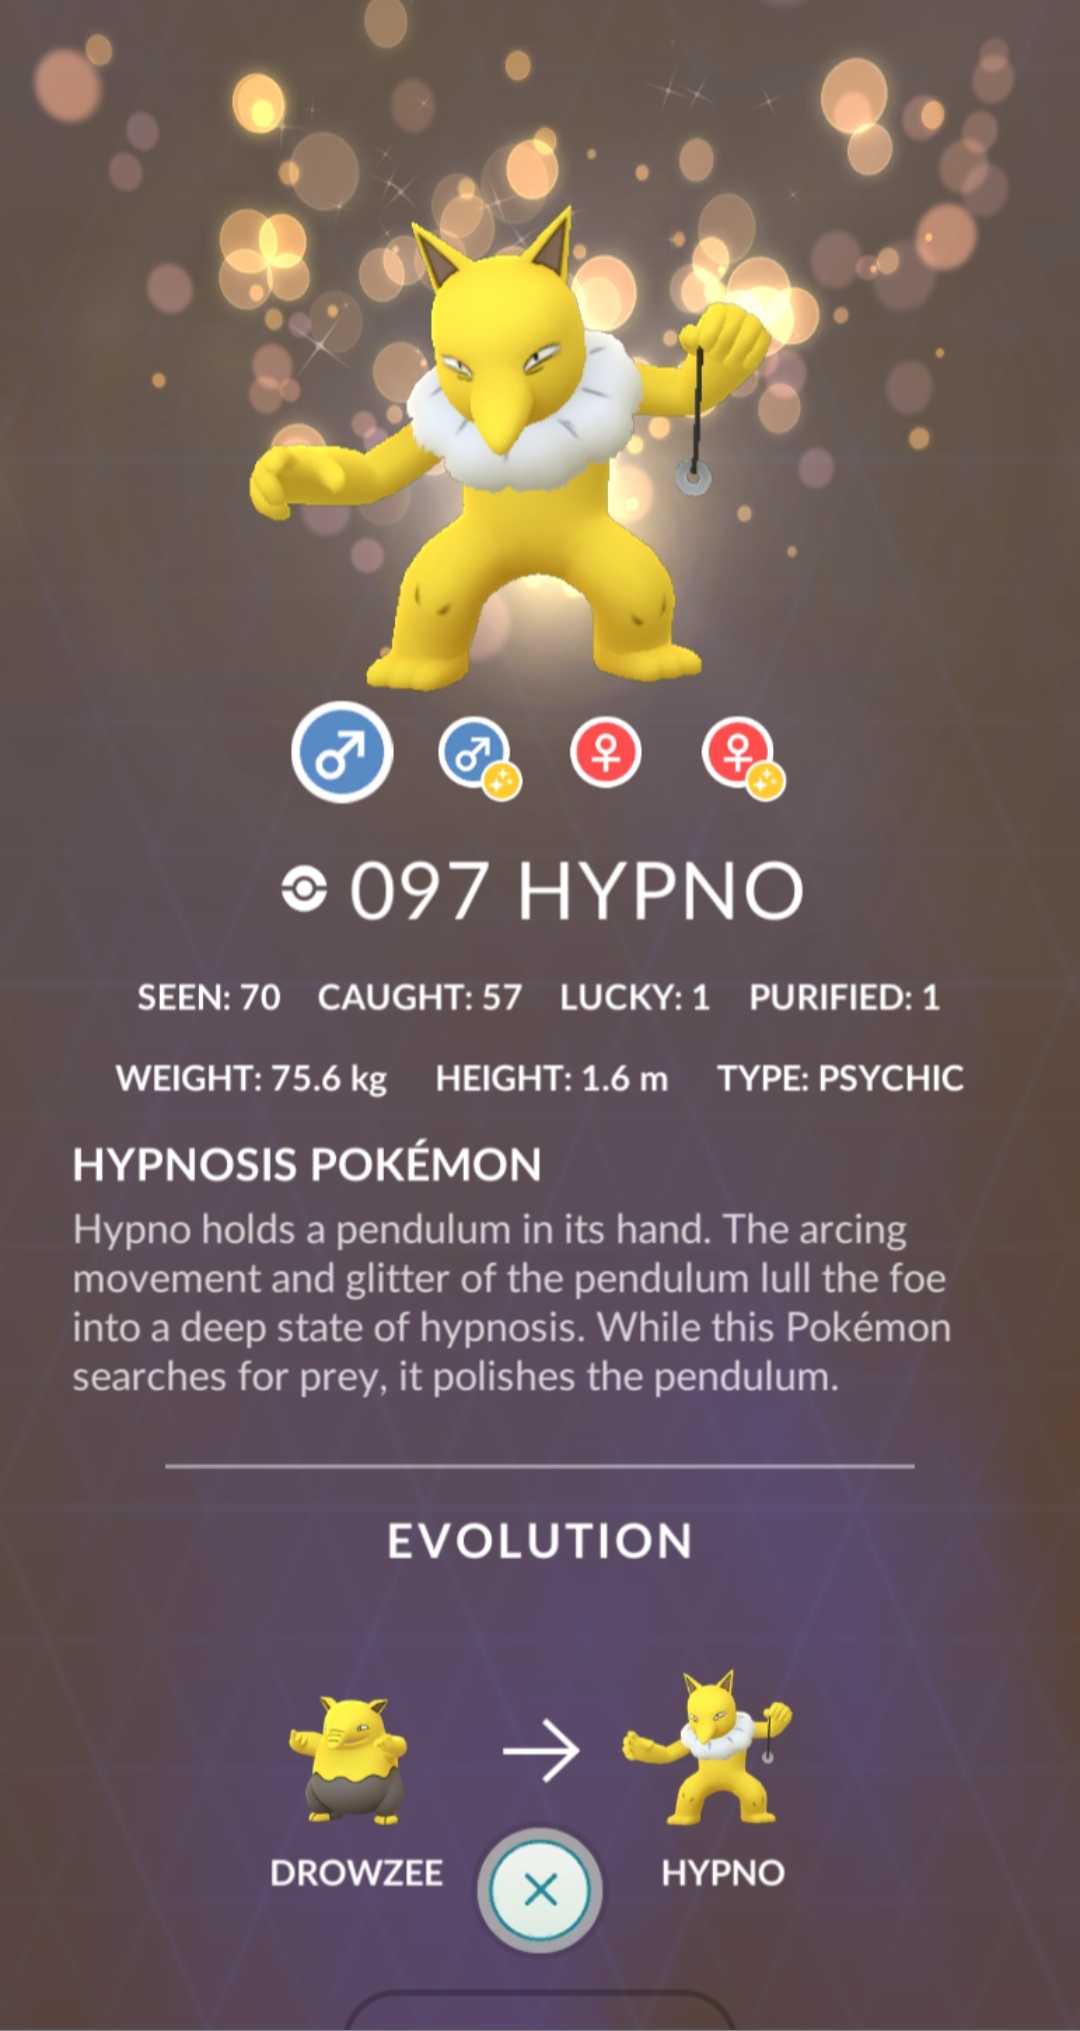 097 HYPNO
SEEN: 70 CAUGHT: 57 LUCKY: 1 PURIFIED: 1
WEIGHT: 75.6 kg HEIGHT: 1.6 m TYPE: PSYCHIC
HYPNOSIS POKÉMON
Hypno holds a pendulum in its hand. The arcing
movement and glitter of the pendulum lull the foe
into a deep state of hypnosis. While this Pokémon
searches for prey, it polishes the pendulum.
EVOLUTION
DROWZEE HYPNO